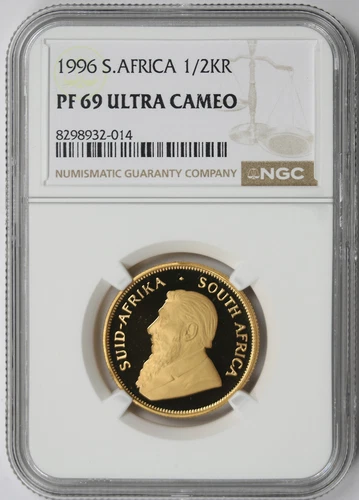 1996 S.AFRICA 1/2KR
PF 69 ULTRA CAMEO
8298932-014
NUMISMATIC GUARANTY COMPANY NGC
SUID-AFRIKA · SOUTH AFRICA